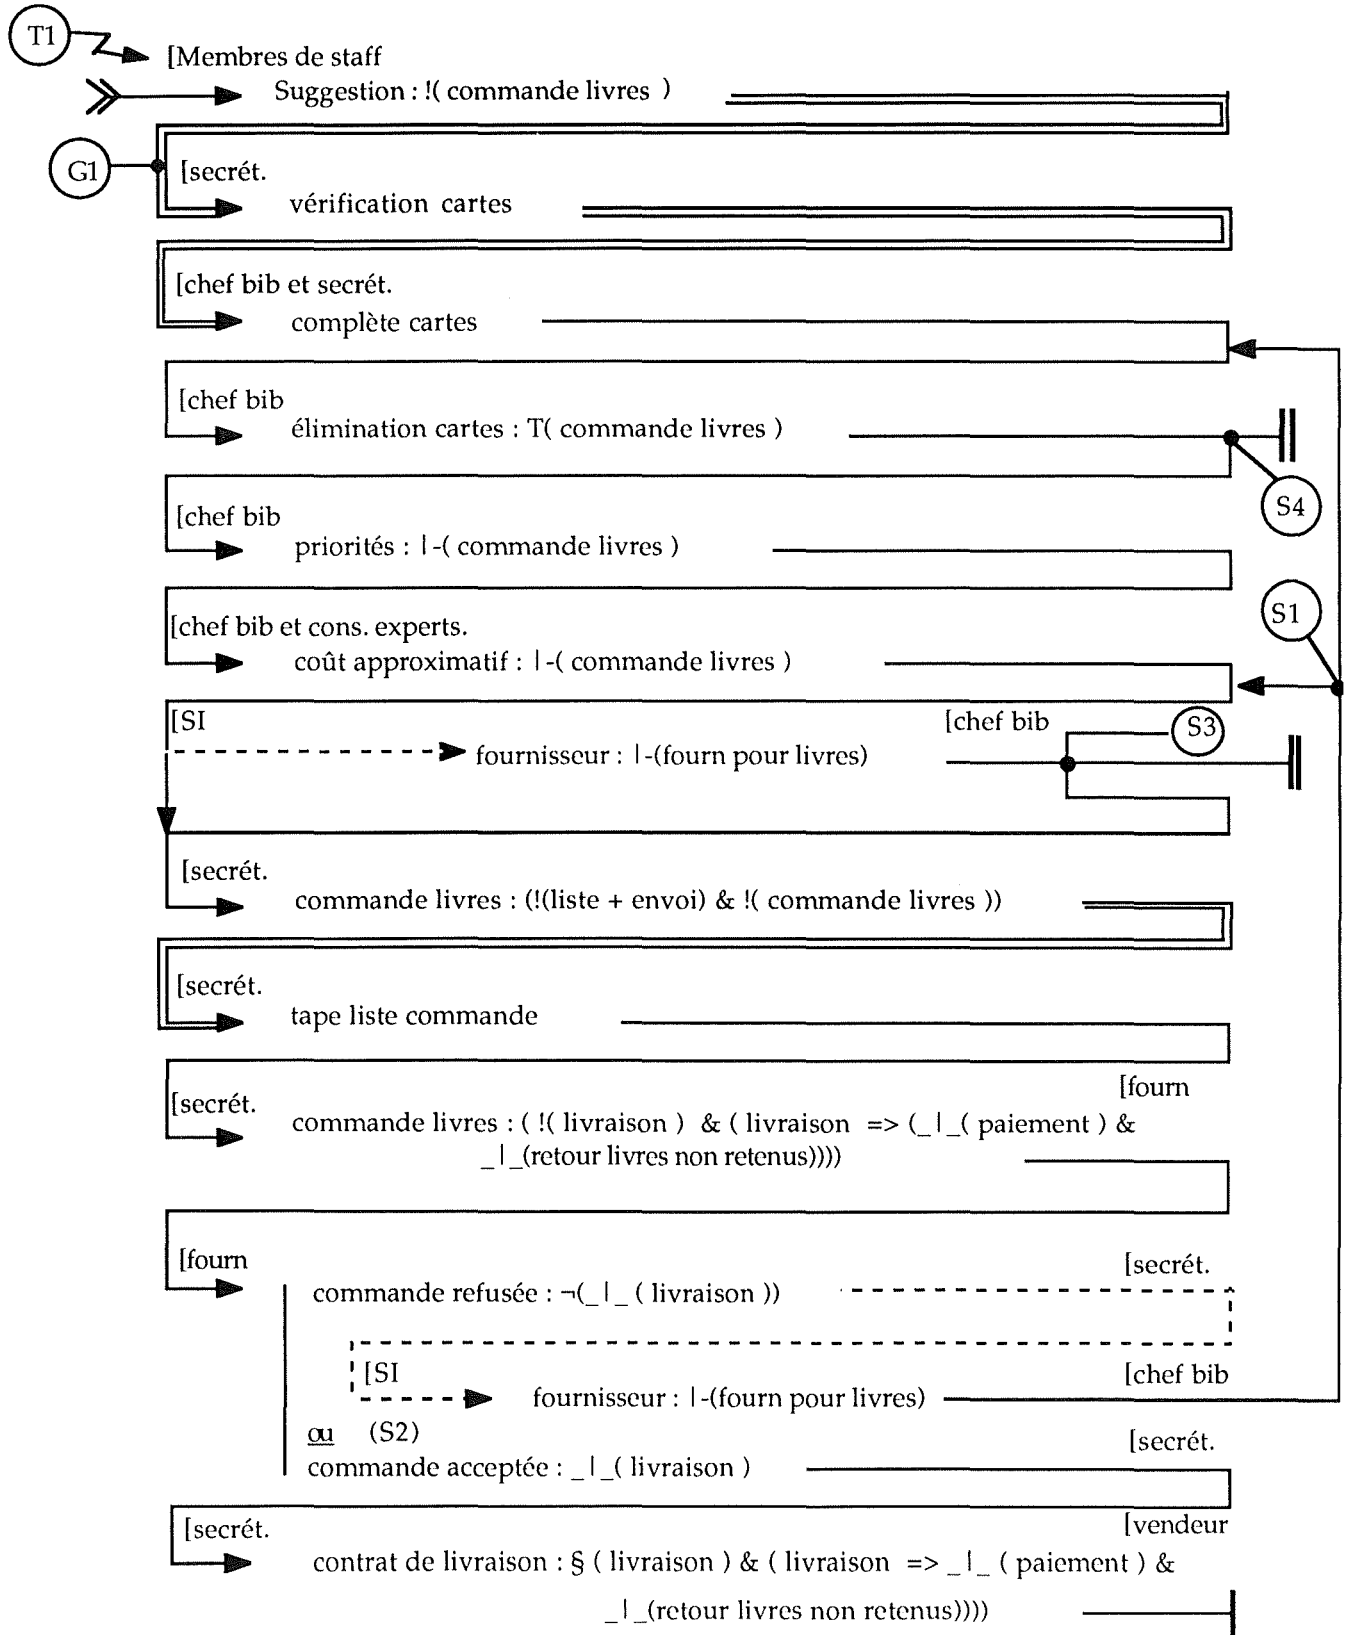 T1
[Membres de staff
Suggestion : !( commande livres )
G1
[secrét.
vérification cartes
[chef bib et secrét.
complète cartes
[chef bib
élimination cartes : T( commande livres )
S4
[chef bib
priorités : |-( commande livres )
S1
[chef bib et cons. experts.
coût approximatif : |-( commande livres )
[SI [chef bib S3
fournisseur : |-(fourn pour livres)
[secrét.
commande livres : (!(liste + envoi) & !( commande livres ))
[secrét.
tape liste commande
[secrét. [fourn
commande livres : ( !( livraison ) & ( livraison => (_|_( paiement ) &
_|_(retour livres non retenus))))
[fourn [secrét.
commande refusée : ¬(_|_ ( livraison ))
[SI [chef bib
fournisseur : |-(fourn pour livres)
ou (S2) [secrét.
commande acceptée : _|_( livraison )
[secrét. [vendeur
contrat de livraison : § ( livraison ) & ( livraison => _|_ ( paiement ) &
_|_(retour livres non retenus))))